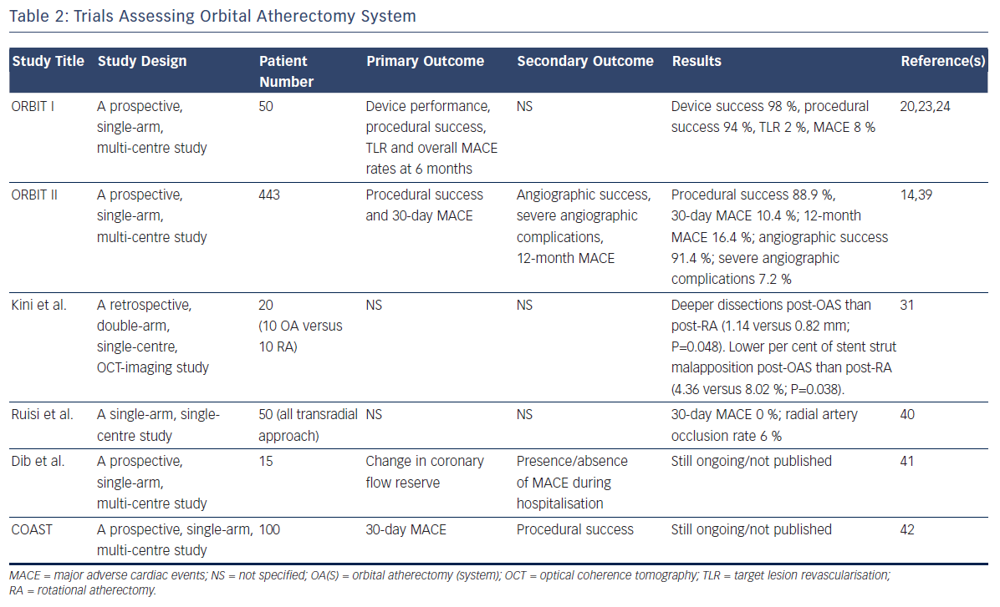 Table 2: Trials Assessing Orbital Atherectomy System
Study Title Study Design Patient Number Primary Outcome Secondary Outcome Results Reference(s)
ORBIT I A prospective, single-arm, multi-centre study 50 Device performance, procedural success, TLR and overall MACE rates at 6 months NS Device success 98 %, procedural success 94 %, TLR 2 %, MACE 8 % 20,23,24
ORBIT II A prospective, single-arm, multi-centre study 443 Procedural success and 30-day MACE Angiographic success, severe angiographic complications, 12-month MACE Procedural success 88.9 %, 30-day MACE 10.4 %; 12-month MACE 16.4 %; angiographic success 91.4 %; severe angiographic complications 7.2 % 14,39
Kini et al. A retrospective, double-arm, single-centre, OCT-imaging study 20 (10 OA versus 10 RA) NS NS Deeper dissections post-OAS than post-RA (1.14 versus 0.82 mm; P=0.048). Lower per cent of stent strut malapposition post-OAS than post-RA (4.36 versus 8.02 %; P=0.038). 31
Ruisi et al. A single-arm, single-centre study 50 (all transradial approach) NS NS 30-day MACE 0 %; radial artery occlusion rate 6 % 40
Dib et al. A prospective, single-arm, multi-centre study 15 Change in coronary flow reserve Presence/absence of MACE during hospitalisation Still ongoing/not published 41
COAST A prospective, single-arm, multi-centre study 100 30-day MACE Procedural success Still ongoing/not published 42
MACE = major adverse cardiac events; NS = not specified; OA(S) = orbital atherectomy (system); OCT = optical coherence tomography; TLR = target lesion revascularisation;
RA = rotational atherectomy.